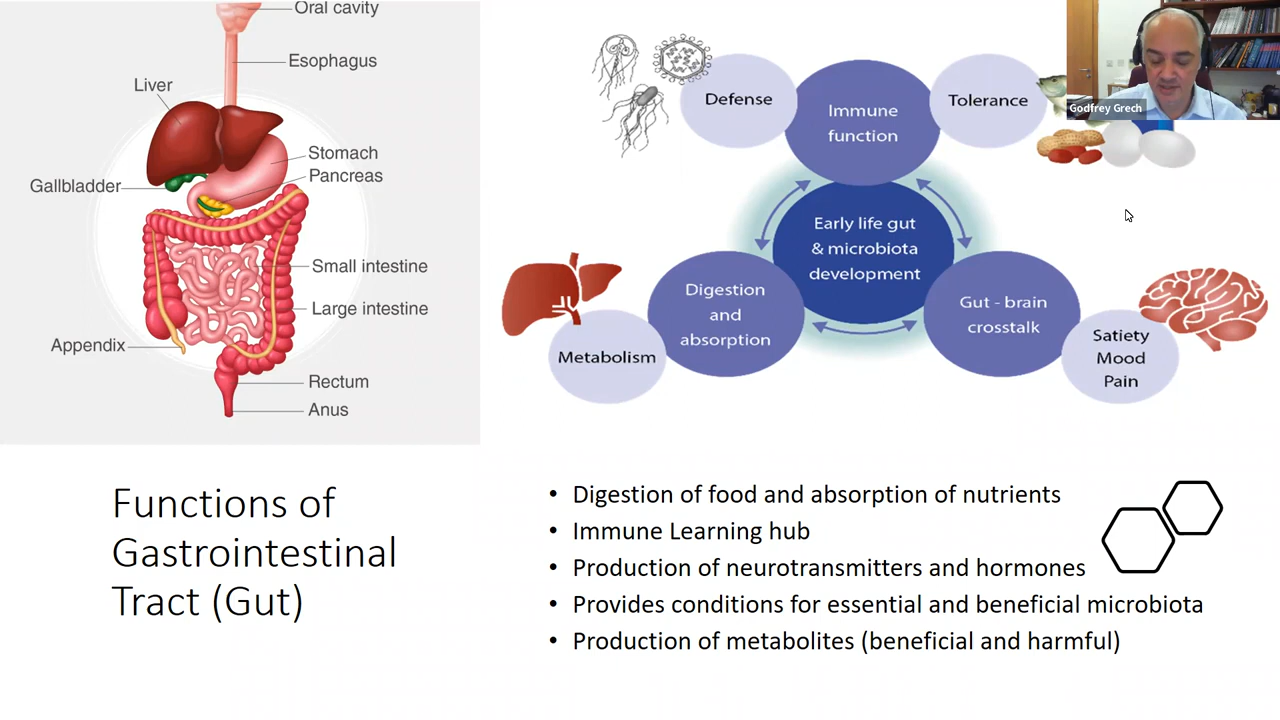 Oral cavity
Esophagus
Liver
Stomach
Pancreas
Gallbladder
Small intestine
Large intestine
Appendix
Rectum
Anus
Defense
Immune
function
Tolerance
Godfrey Grech
Early life gut
& microbiota
development
Digestion
and
absorption
Gut - brain
crosstalk
Metabolism
Satiety
Mood
Pain
Functions of
Gastrointestinal
Tract (Gut)
• Digestion of food and absorption of nutrients
• Immune Learning hub
• Production of neurotransmitters and hormones
• Provides conditions for essential and beneficial microbiota
• Production of metabolites (beneficial and harmful)